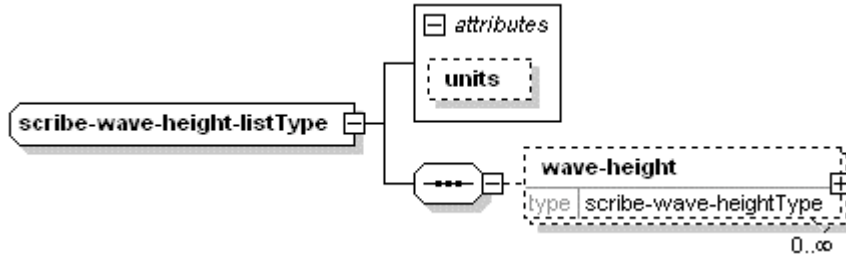 attributes
units
scribe-wave-height-listType
wave-height
type scribe-wave-heightType
0..∞